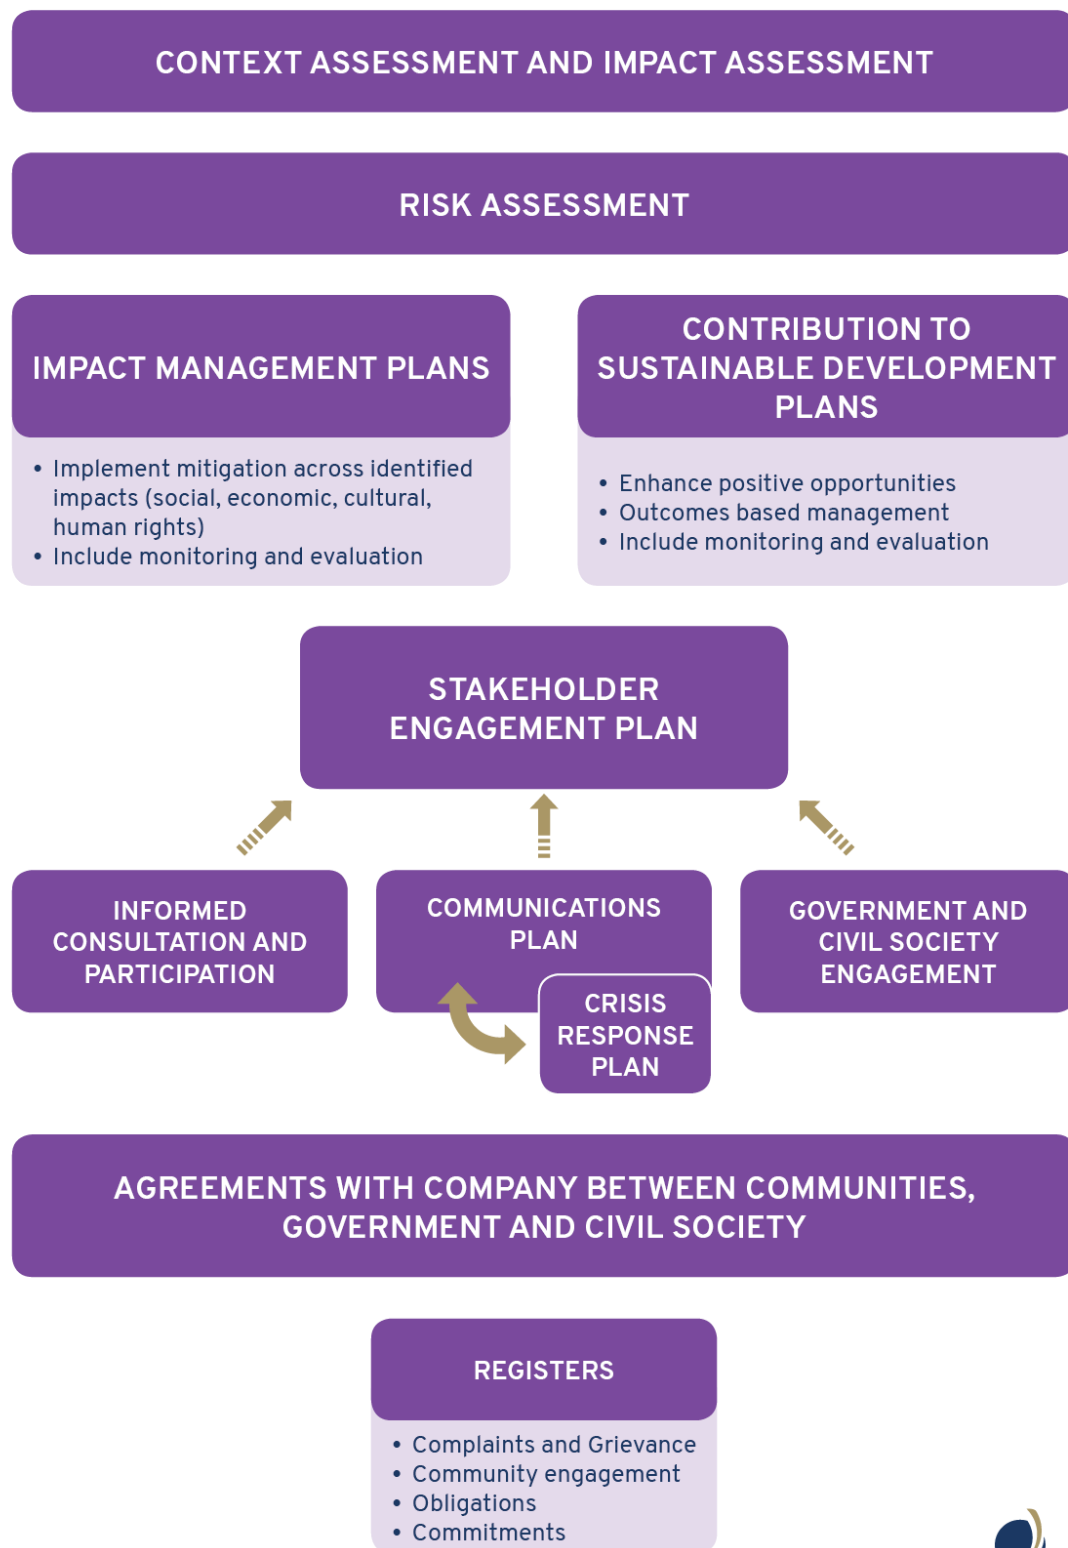 CONTEXT ASSESSMENT AND IMPACT ASSESSMENT
RISK ASSESSMENT
IMPACT MANAGEMENT PLANS
• Implement mitigation across identified
impacts (social, economic, cultural,
human rights)
• Include monitoring and evaluation
CONTRIBUTION TO
SUSTAINABLE DEVELOPMENT
PLANS
• Enhance positive opportunities
• Outcomes based management
• Include monitoring and evaluation
STAKEHOLDER
ENGAGEMENT PLAN
INFORMED
CONSULTATION AND
PARTICIPATION
COMMUNICATIONS
PLAN
CRISIS
RESPONSE
PLAN
GOVERNMENT AND
CIVIL SOCIETY
ENGAGEMENT
AGREEMENTS WITH COMPANY BETWEEN COMMUNITIES,
GOVERNMENT AND CIVIL SOCIETY
REGISTERS
• Complaints and Grievance
• Community engagement
• Obligations
• Commitments